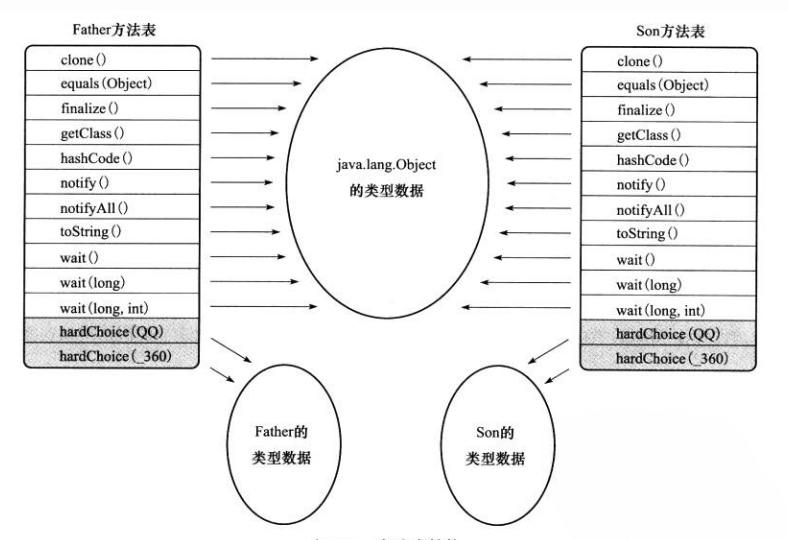 Father方法表
clone()
equals(Object)
finalize()
getClass()
hashCode()
notify()
notifyAll()
toString()
wait()
wait(long)
wait(long, int)
hardChoice(QQ)
hardChoice(_360)
java.lang.Object
的类型数据
Son方法表
clone()
equals(Object)
finalize()
getClass()
hashCode()
notify()
notifyAll()
toString()
wait()
wait(long)
wait(long, int)
hardChoice(QQ)
hardChoice(_360)
Father的
类型数据
Son的
类型数据